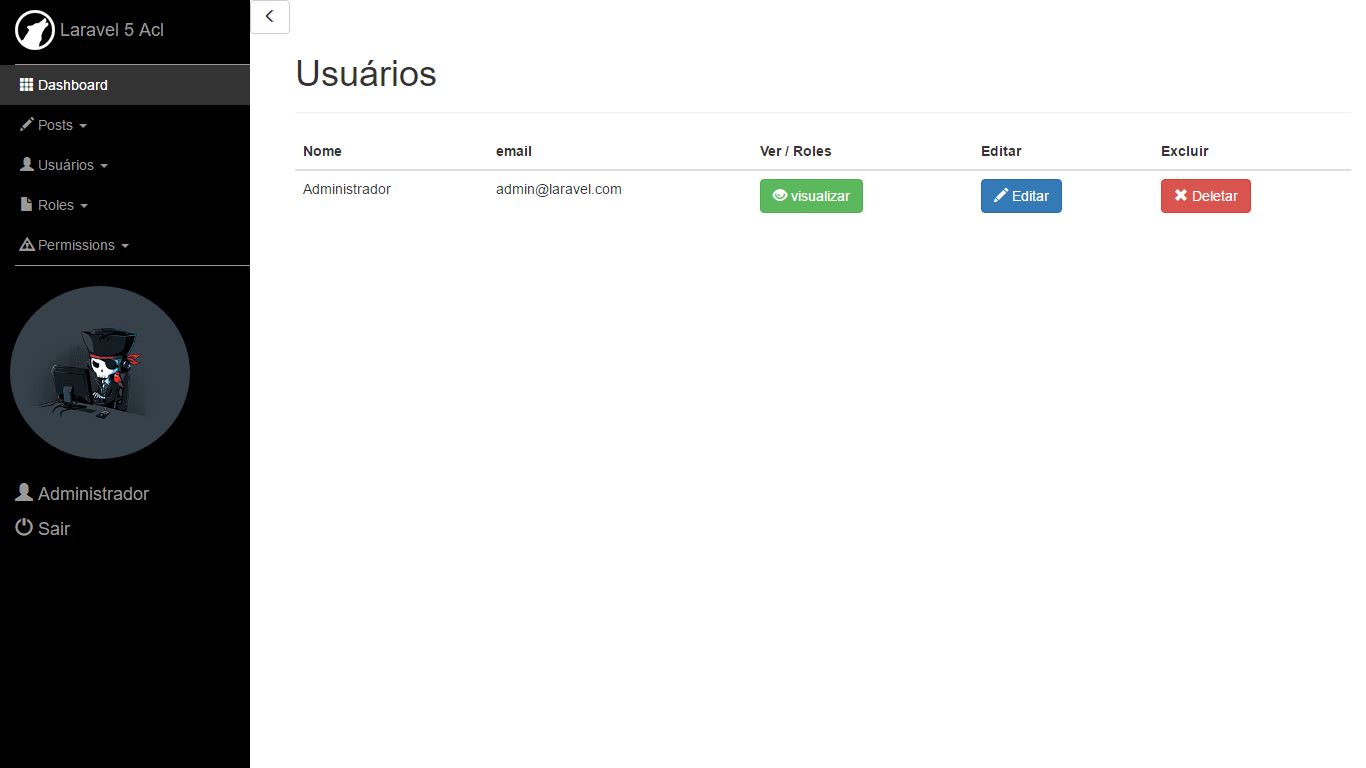 Laravel 5 Acl
Dashboard
Posts
Usuários
Roles
Permissions
Administrador
Sair
Usuários
Nome email Ver / Roles Editar Excluir
Administrador admin@laravel.com visualizar Editar Deletar